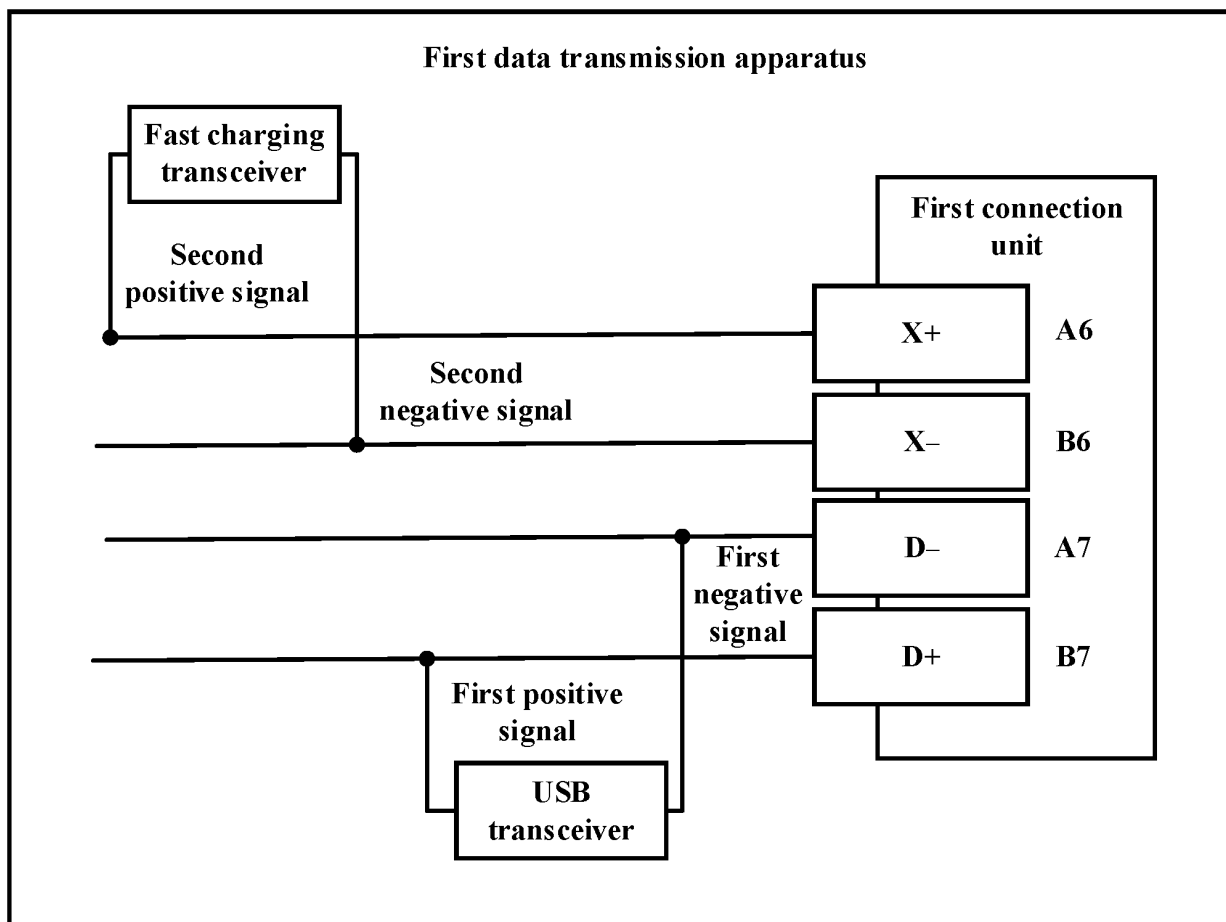 First data transmission apparatus
Fast charging
transceiver
First connection
unit
Second
positive signal
X+
A6
Second
negative signal
X–
B6
D–
A7
First
negative
signal
D+
B7
First positive
signal
USB
transceiver